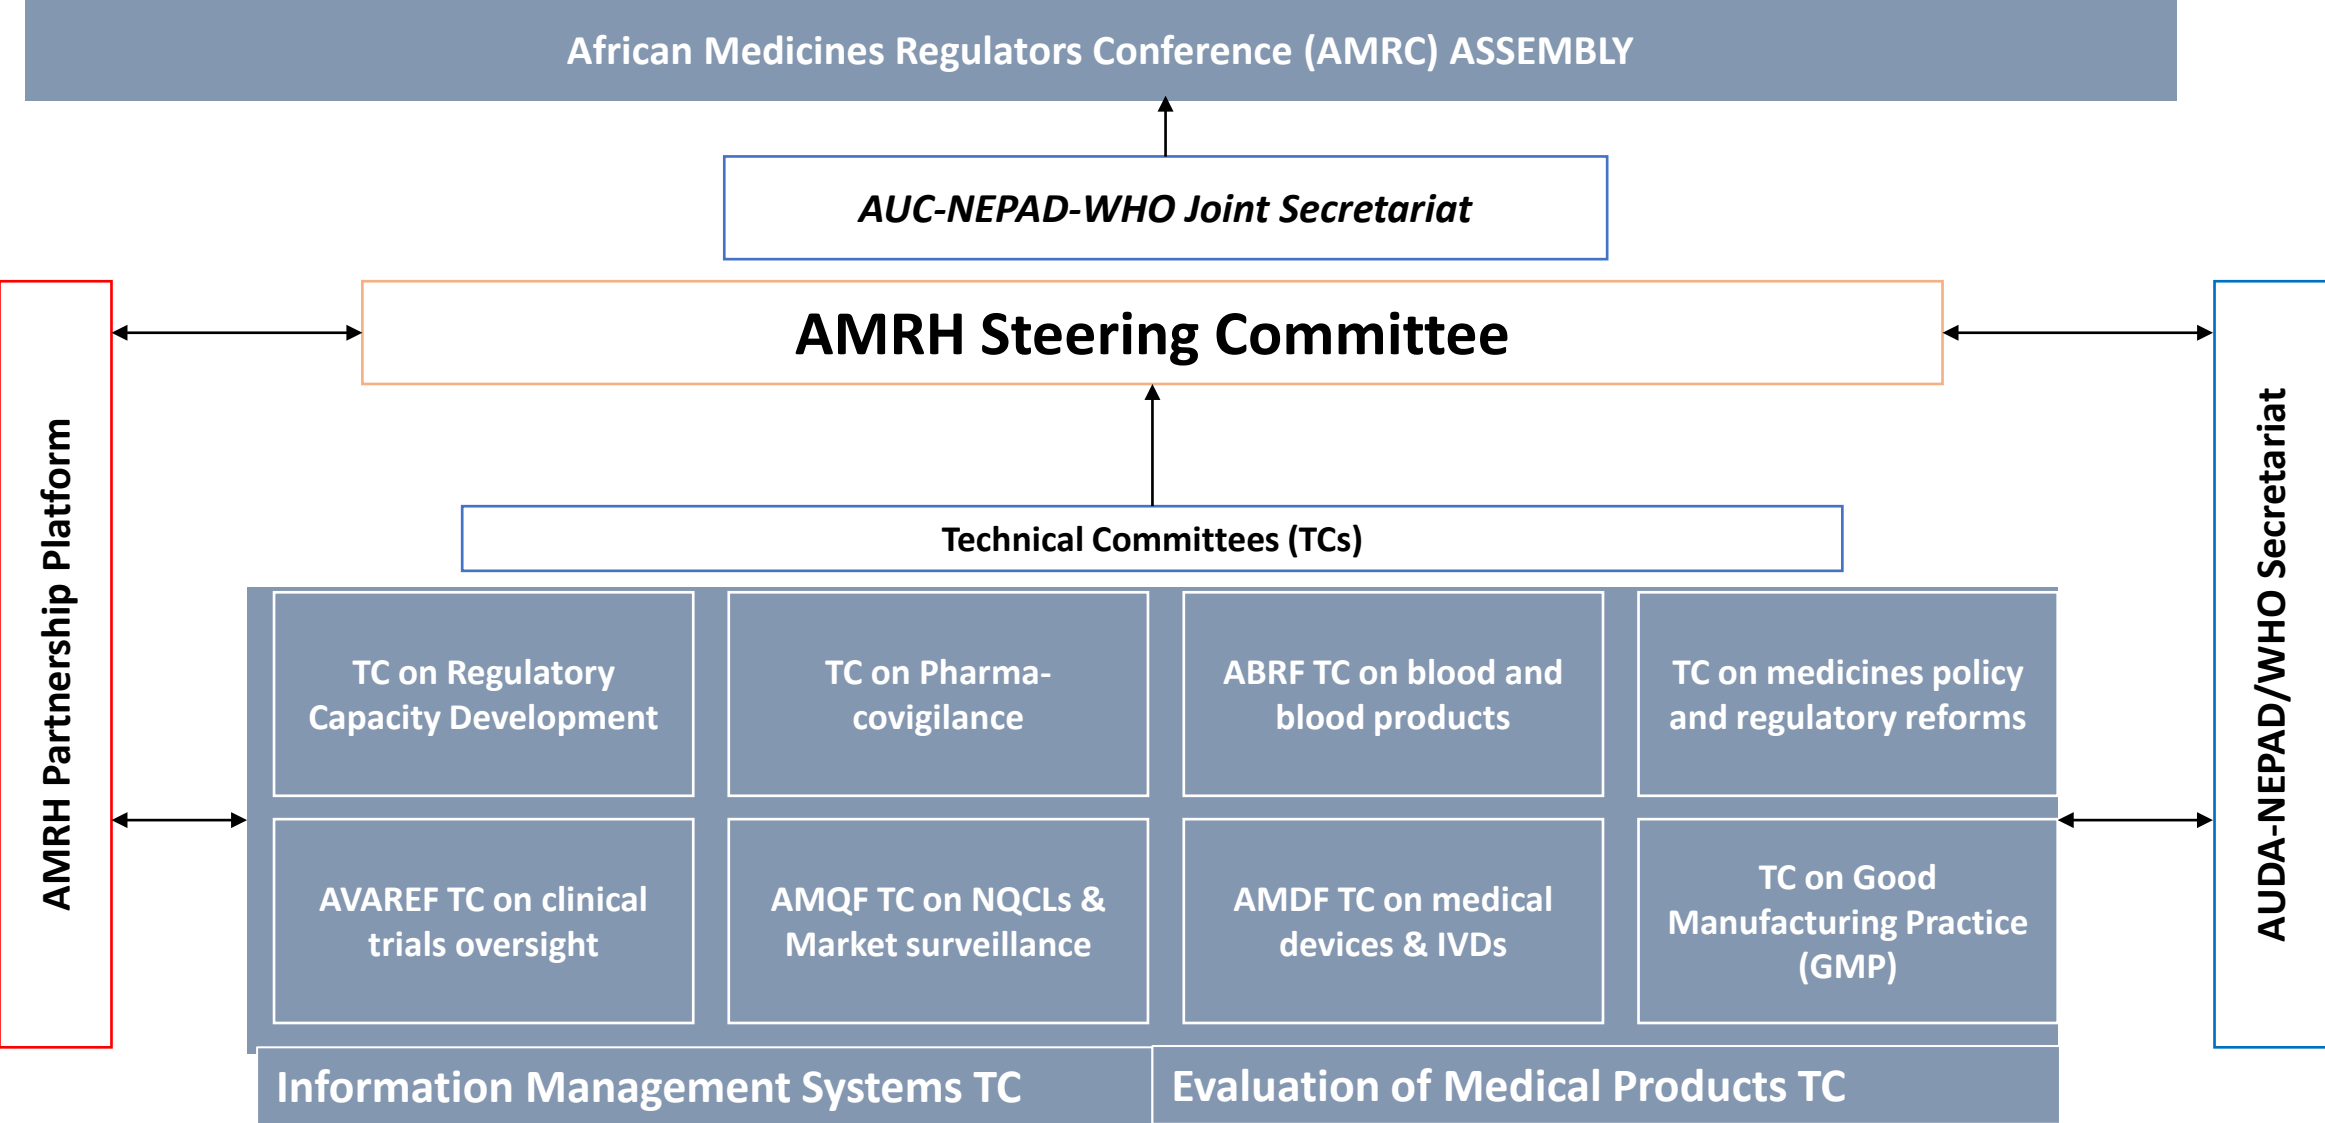 African Medicines Regulators Conference (AMRC) ASSEMBLY
AUC-NEPAD-WHO Joint Secretariat
AMRH Steering Committee
AMRH Partnership Platform
AUDA-NEPAD/WHO Secretariat
Technical Committees (TCs)
TC on Regulatory
Capacity Development
TC on Pharma-
covigilance
ABRF TC on blood and
blood products
TC on medicines policy
and regulatory reforms
AVAREF TC on clinical
trials oversight
AMQF TC on NQCLs &
Market surveillance
AMDF TC on medical
devices & IVDs
TC on Good
Manufacturing Practice
(GMP)
Information Management Systems TC
Evaluation of Medical Products TC